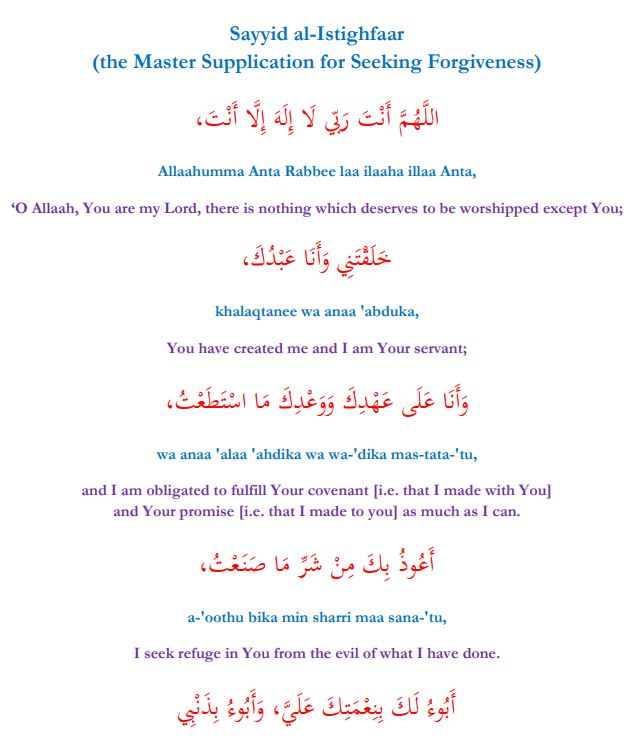 Sayyid al-Istighfaar
(the Master Supplication for Seeking Forgiveness)
اللَّهُمَّ أَنْتَ رَبِّي لَا إِلَهَ إِلَّا أَنْتَ،
Allaahumma Anta Rabbee laa ilaaha illaa Anta,
‘O Allaah, You are my Lord, there is nothing which deserves to be worshipped except You;
خَلَقْتَنِي وَأَنَا عَبْدُكَ،
khalaqtanee wa anaa 'abduka,
You have created me and I am Your servant;
وَأَنَا عَلَى عَهْدِكَ وَوَعْدِكَ مَا اسْتَطَعْتُ،
wa anaa 'alaa 'ahdika wa wa-'dika mas-tata-'tu,
and I am obligated to fulfill Your covenant [i.e. that I made with You]
and Your promise [i.e. that I made to you] as much as I can.
أَعُوذُ بِكَ مِنْ شَرِّ مَا صَنَعْتُ،
a-'oothu bika min sharri maa sana-'tu,
I seek refuge in You from the evil of what I have done.
أَبُوءُ لَكَ بِنِعْمَتِكَ عَلَيَّ، وَأَبُوءُ بِذَنْبِي